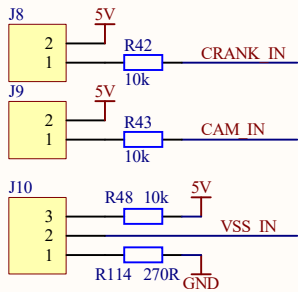 J8
5V
2
R42
CRANK_IN
1
10k
J9
5V
2
R43
CAM_IN
1
10k
J10
5V
R48 10k
3
VSS_IN
2
1
R114 270R
GND